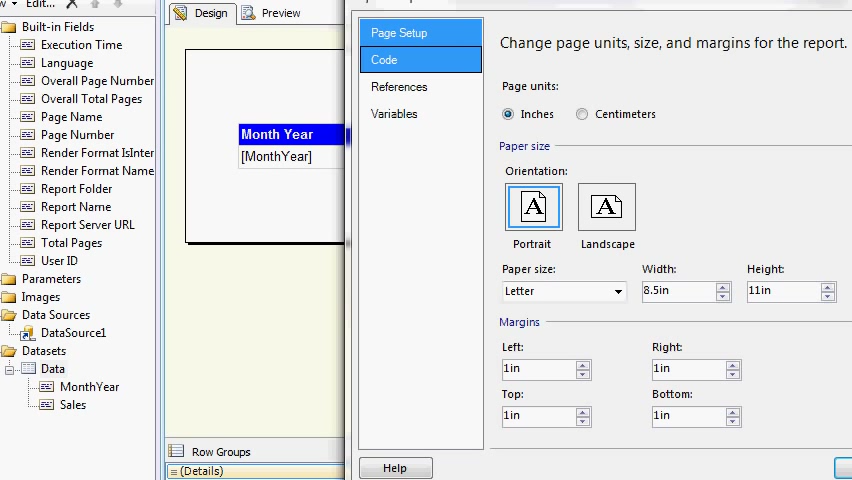 Edit...
Built-in Fields
Execution Time
Language
Overall Page Number
Overall Total Pages
Page Name
Page Number
Render Format IsInter
Render Format Name
Report Folder
Report Name
Report Server URL
Total Pages
User ID
Parameters
Images
Data Sources
DataSource1
Datasets
Data
MonthYear
Sales
Design
Preview
Month Year
[MonthYear]
Row Groups
(Details)
Page Setup
Code
References
Variables
Help
Change page units, size, and margins for the report.
Page units:
Inches
Centimeters
Paper size
Orientation:
A
A
Portrait
Landscape
Paper size:
Width:
Height:
Letter
8.5in
11in
Margins
Left:
Right:
1in
1in
Top:
Bottom:
1in
1in